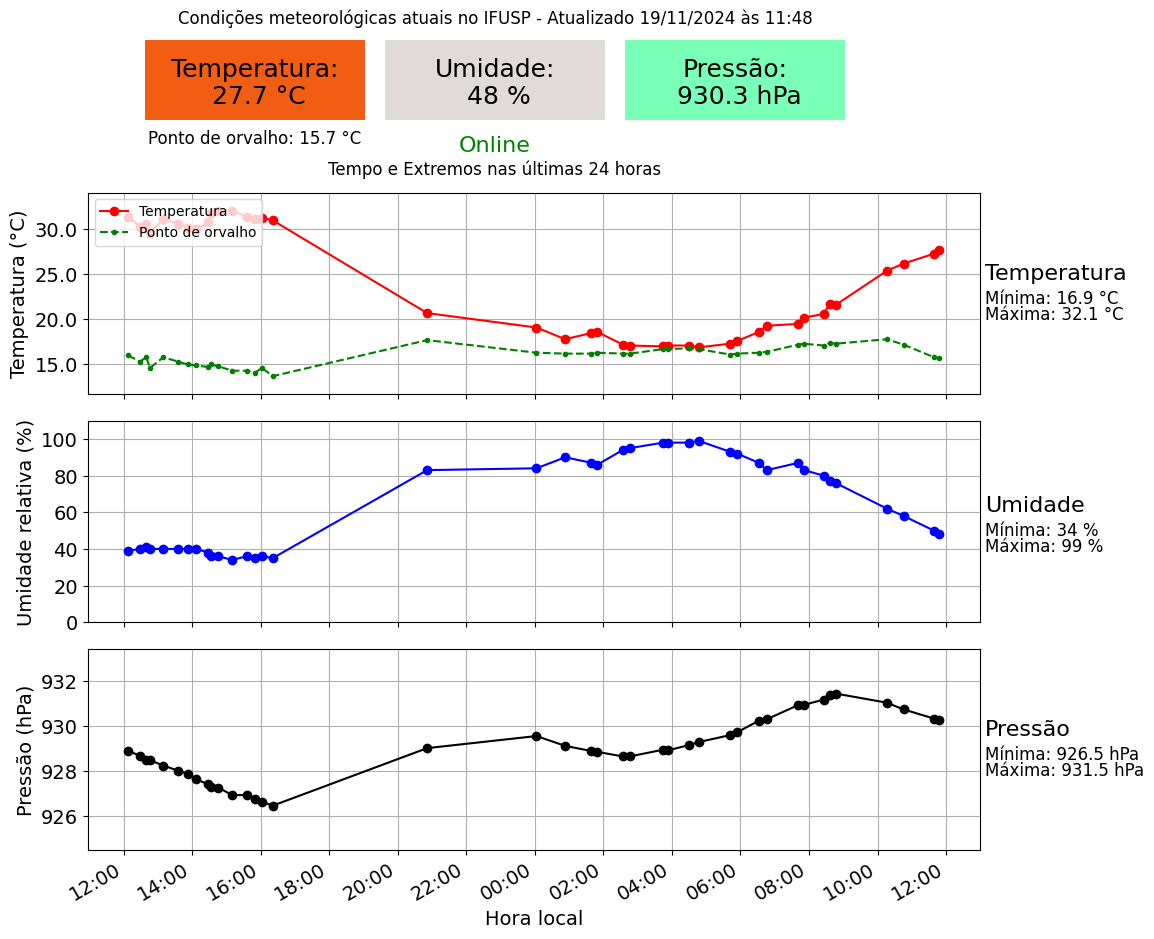 Condições meteorológicas atuais no IFUSP - Atualizado 19/11/2024 às 11:48
Temperatura:
27.7 °C
Umidade:
48 %
Pressão:
930.3 hPa
Ponto de orvalho: 15.7 °C
Online
Tempo e Extremos nas últimas 24 horas
Temperatura (°C)
30.0
25.0
20.0
15.0
Temperatura
Ponto de orvalho
Temperatura
Mínima: 16.9 °C
Máxima: 32.1 °C
Umidade relativa (%)
100
80
60
40
20
0
Umidade
Mínima: 34 %
Máxima: 99 %
Pressão (hPa)
932
930
928
926
Pressão
Mínima: 926.5 hPa
Máxima: 931.5 hPa
12:00
14:00
16:00
18:00
20:00
22:00
00:00
02:00
04:00
06:00
08:00
10:00
12:00
Hora local